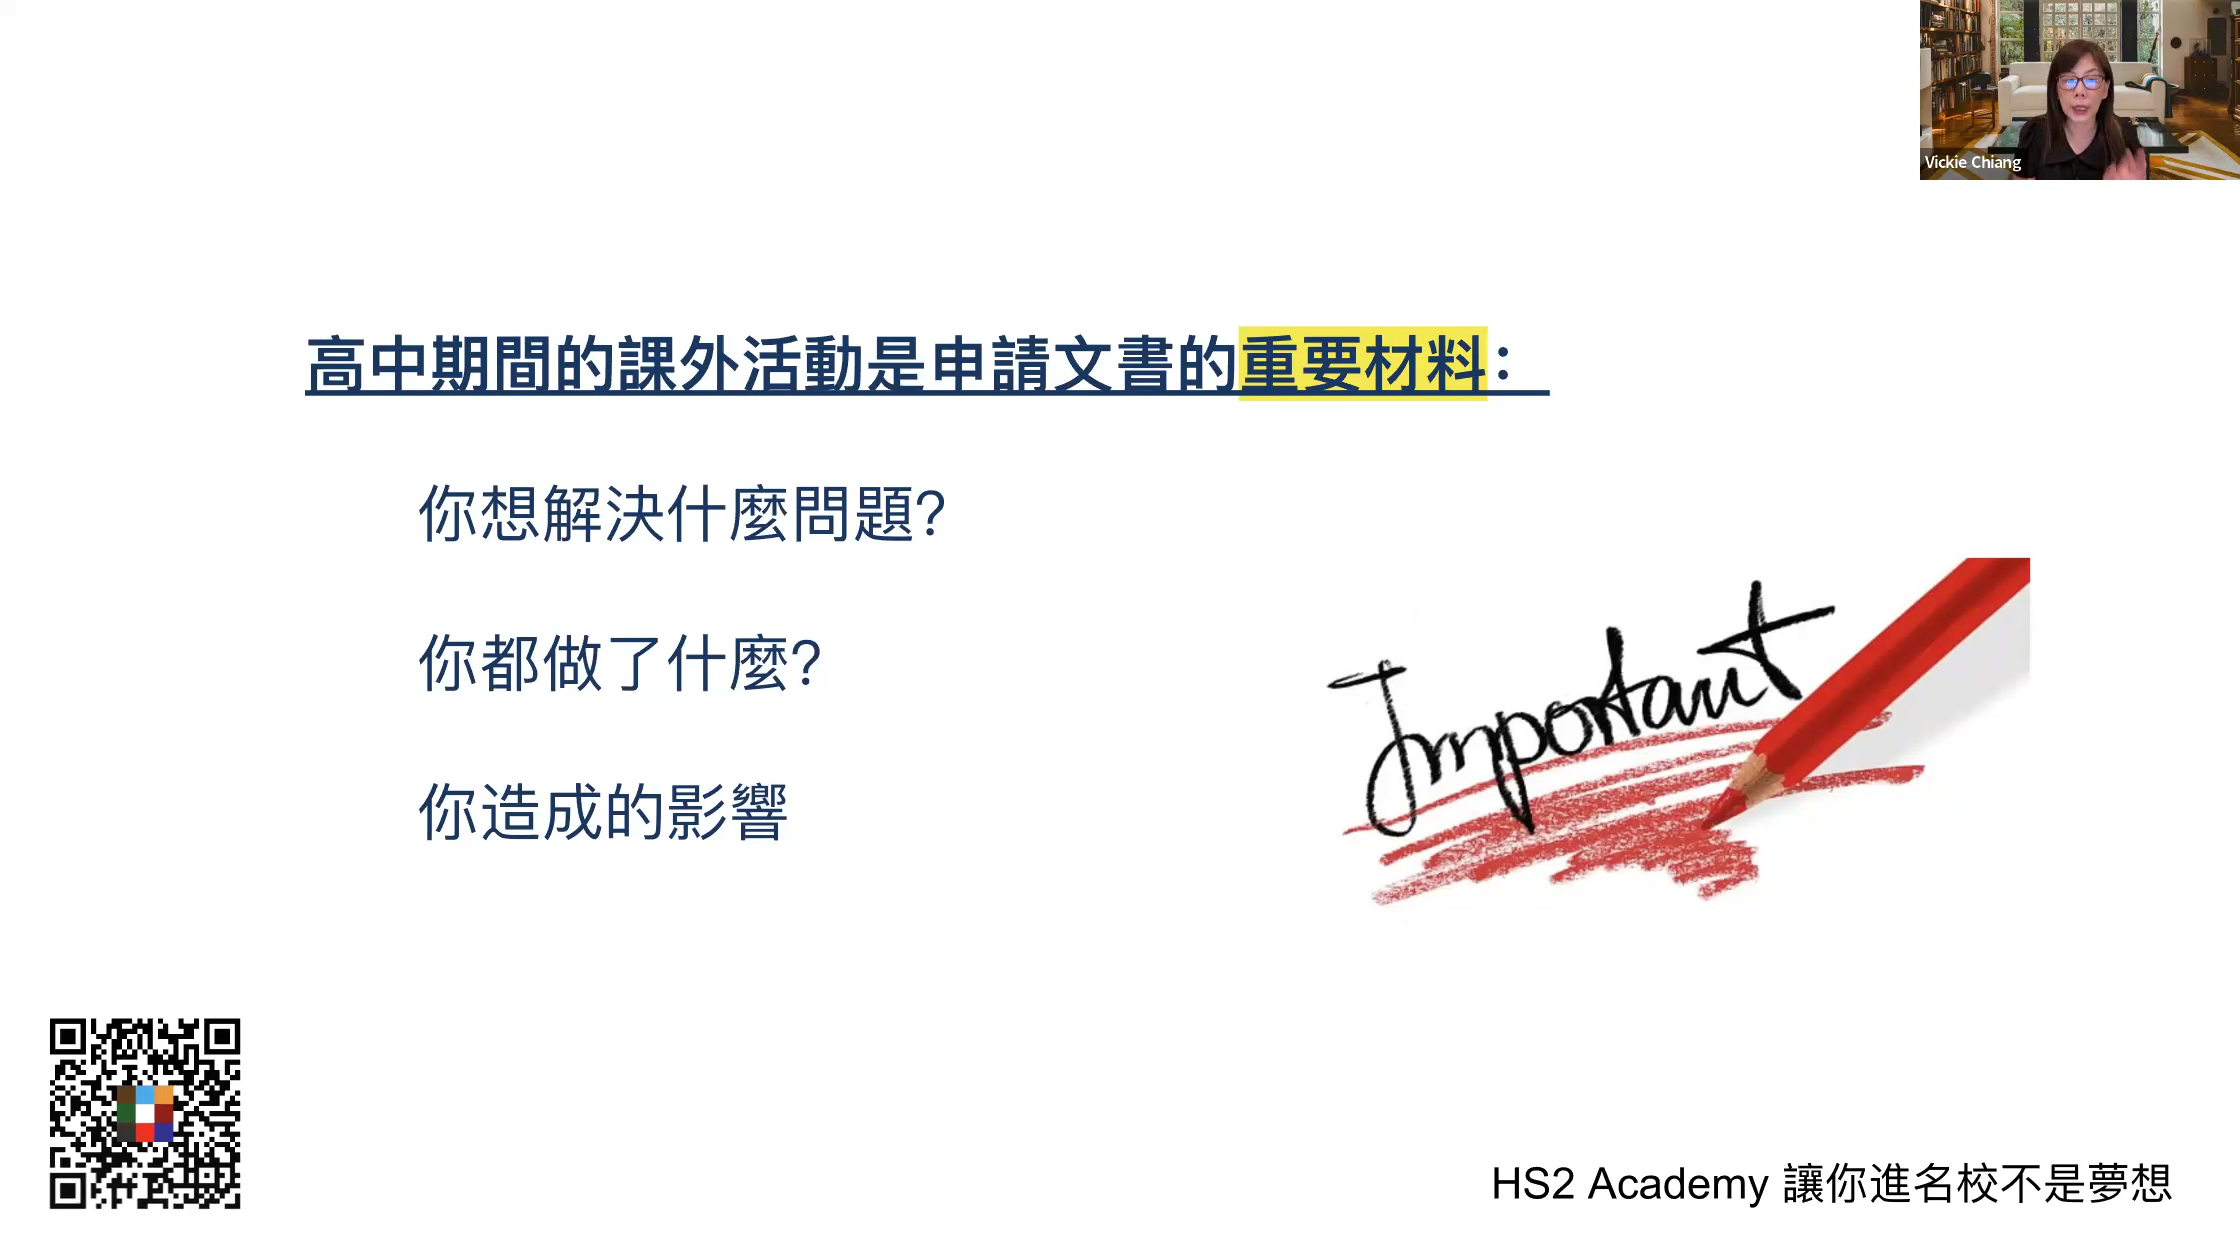 Vickie Chiang
高中期間的課外活動是申請文書的重要材料：
你想解決什麼問題?
你都做了什麼?
你造成的影響
Important
HS2 Academy 讓你進名校不是夢想